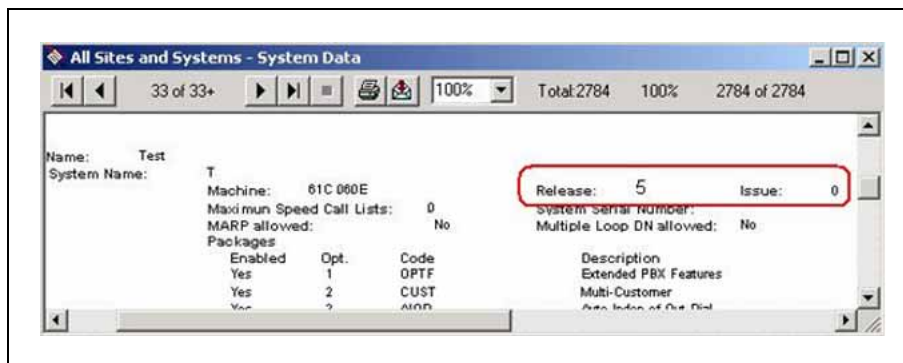 All Sites and Systems - System Data
33 of 33+ 100% Total:2784 100% 2784 of 2784
Name: Test
System Name: T
Machine: 61C 060E Release: 5 Issue: 0
Maximun Speed Call Lists: 0 System Serial Number:
MARP allowed: No Multiple Loop DN allowed: No
Packages
Enabled Opt. Code Description
Yes 1 OPTF Extended PBX Features
Yes 2 CUST Multi-Customer